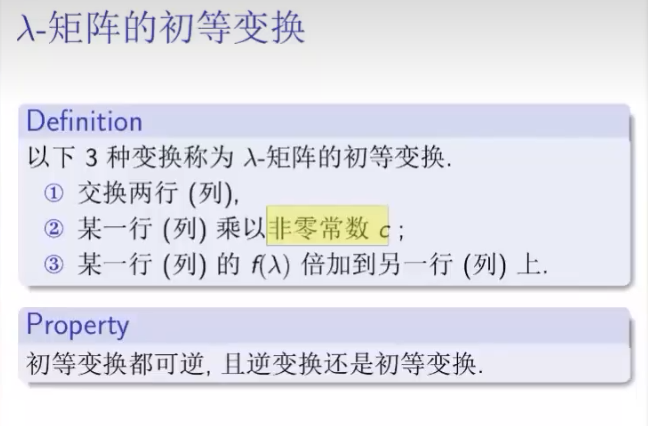 λ-矩阵的初等变换
Definition
以下 3 种变换称为 λ-矩阵的初等变换.
① 交换两行 (列),
② 某一行 (列) 乘以非零常数 c ;
③ 某一行 (列) 的 f(λ) 倍加到另一行 (列) 上.
Property
初等变换都可逆, 且逆变换还是初等变换.